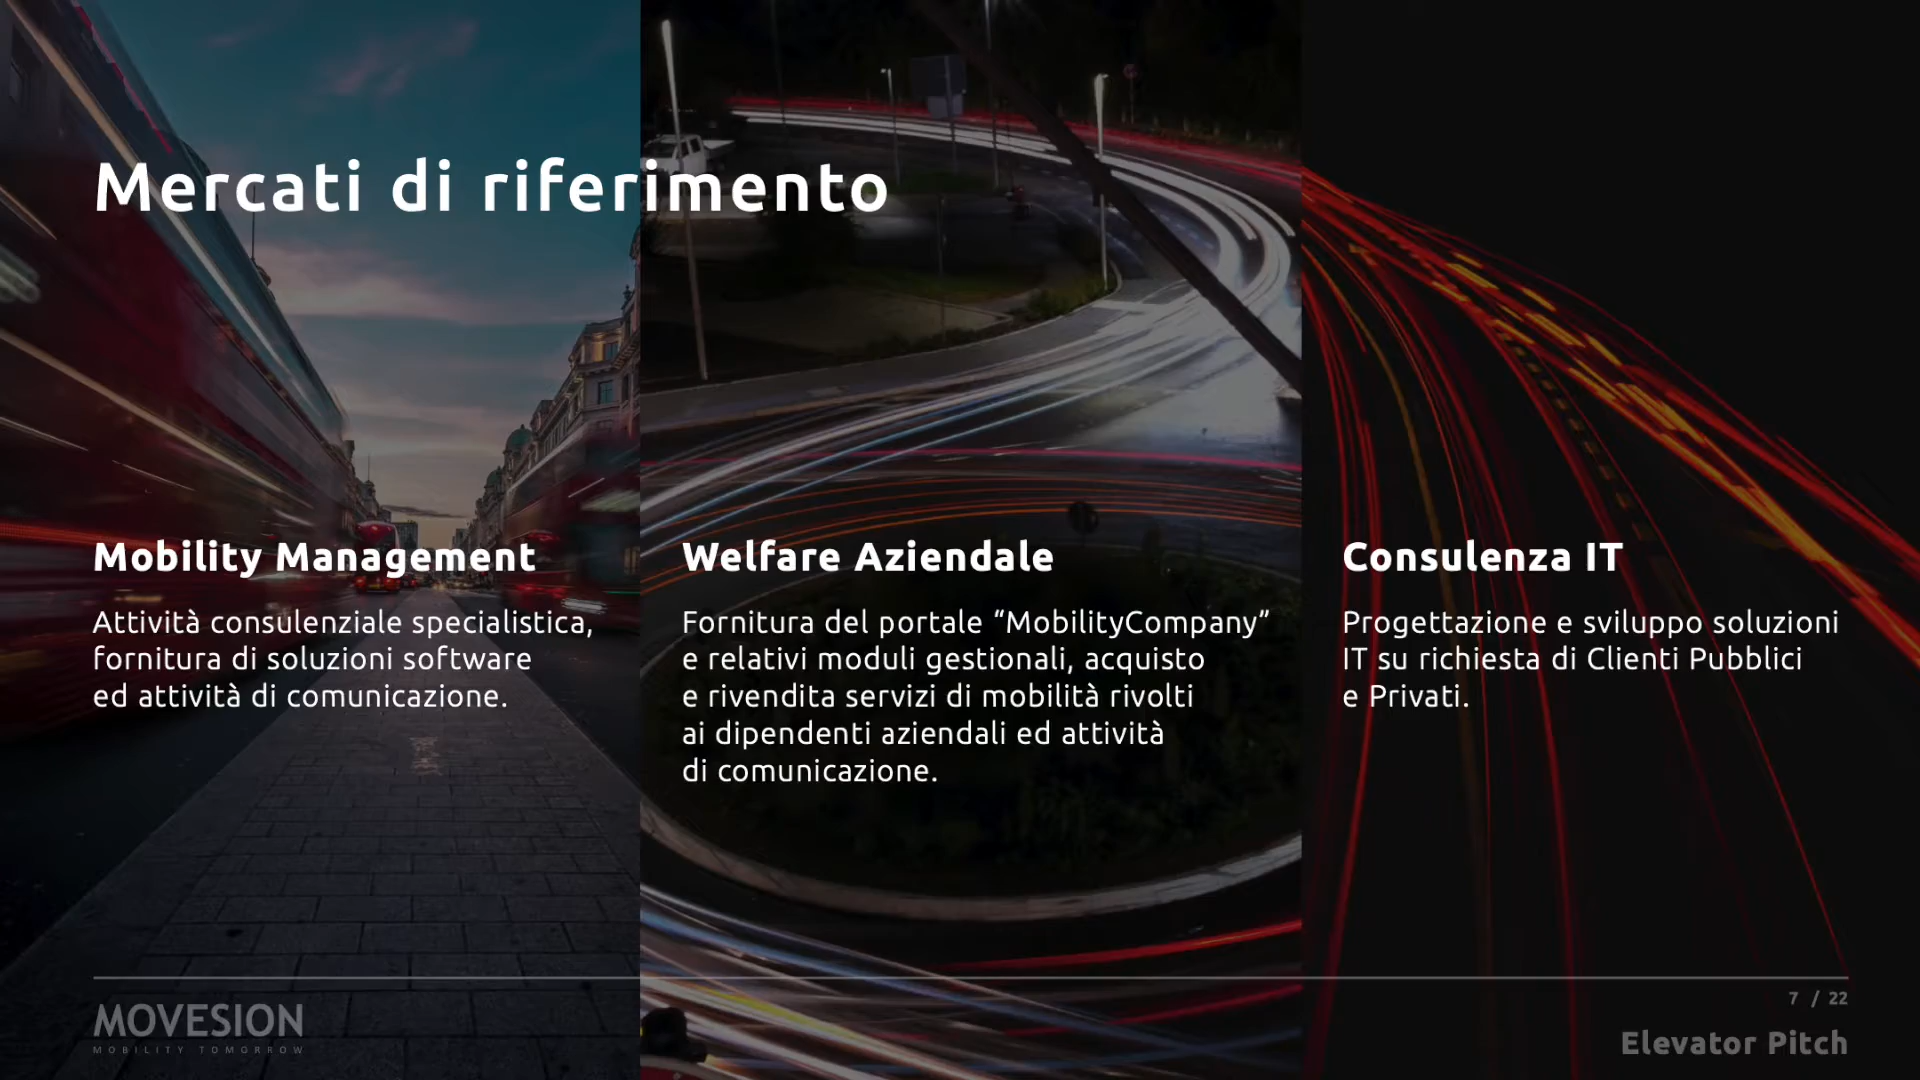 Mercati di riferimento
Mobility Management
Attività consulenziale specialistica,
fornitura di soluzioni software
ed attività di comunicazione.
Welfare Aziendale
Fornitura del portale “MobilityCompany”
e relativi moduli gestionali, acquisto
e rivendita servizi di mobilità rivolti
ai dipendenti aziendali ed attività
di comunicazione.
Consulenza IT
Progettazione e sviluppo soluzioni
IT su richiesta di Clienti Pubblici
e Privati.
MOVESION
MOBILITY TOMORROW
7 / 22
Elevator Pitch